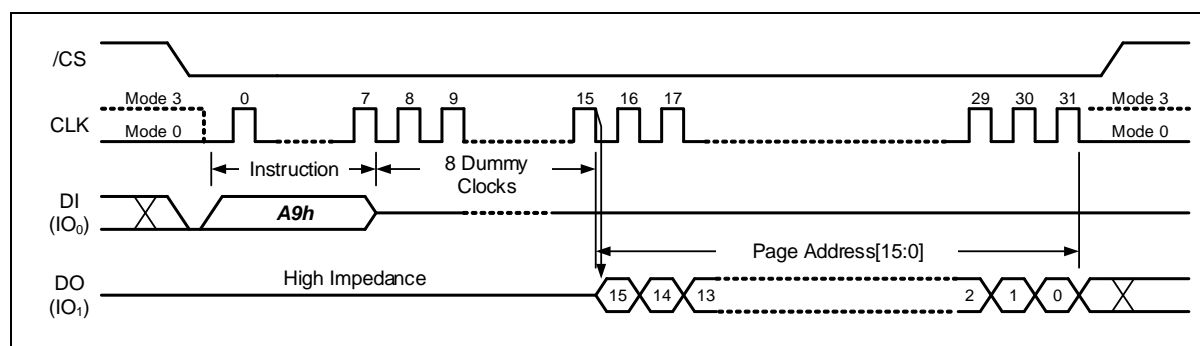 /CS
Mode 3 0 7 8 9 15 16 17 29 30 31 Mode 3
CLK
Mode 0 Mode 0
Instruction 8 Dummy
Clocks
DI
(IO0) A9h
Page Address[15:0]
High Impedance
DO
(IO1) 15 14 13 2 1 0